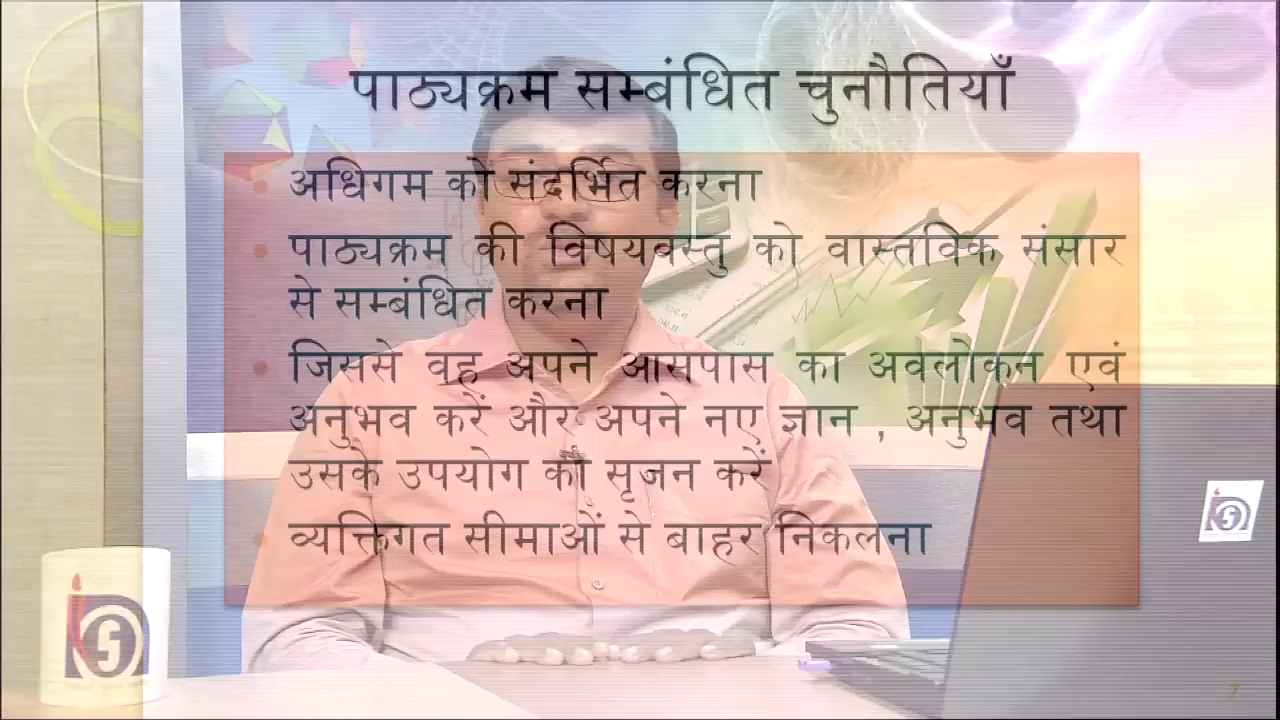 पाठ्यक्रम सम्बंधित चुनौतियाँ
अधिगम को संदर्भित करना
पाठ्यक्रम की विषयवस्तु को वास्तविक संसार
से सम्बंधित करना
जिससे वह अपने आसपास का अवलोकन एवं
अनुभव करें और अपने नए ज्ञान , अनुभव तथा
उसके उपयोग का सृजन करें
व्यक्तिगत सीमाओं से बाहर निकलना
7